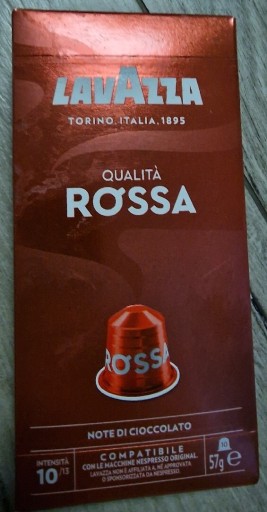 LAVAZZA
TORINO, ITALIA, 1895
QUALITÀ
ROSSA
ROSSA
NOTE DI CIOCCOLATO
INTENSITÀ
10/13
COMPATIBILE
CON LE MACCHINE NESPRESSO ORIGINAL.
LAVAZZA NON È AFFILIATA A, NÉ APPROVATA
O SPONSORIZZATA DA NESPRESSO.
10
57g e